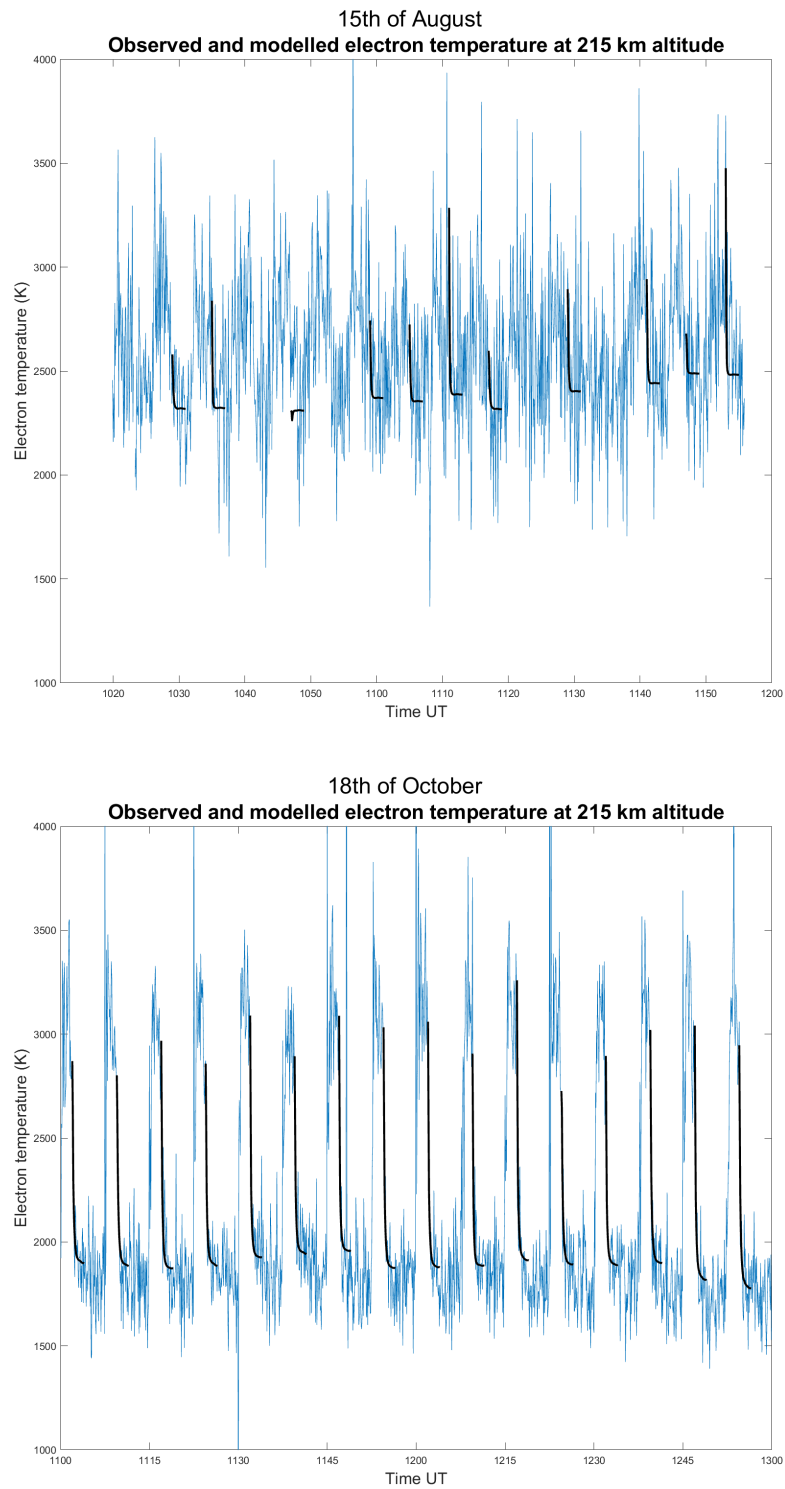 15th of August
Observed and modelled electron temperature at 215 km altitude
4000
3500
3000
2500
2000
1500
1000
Electron temperature (K)
1020 1030 1040 1050 1100 1110 1120 1130 1140 1150 1200
Time UT
18th of October
Observed and modelled electron temperature at 215 km altitude
4000
3500
3000
2500
2000
1500
1000
Electron temperature (K)
1100 1115 1130 1145 1200 1215 1230 1245 1300
Time UT